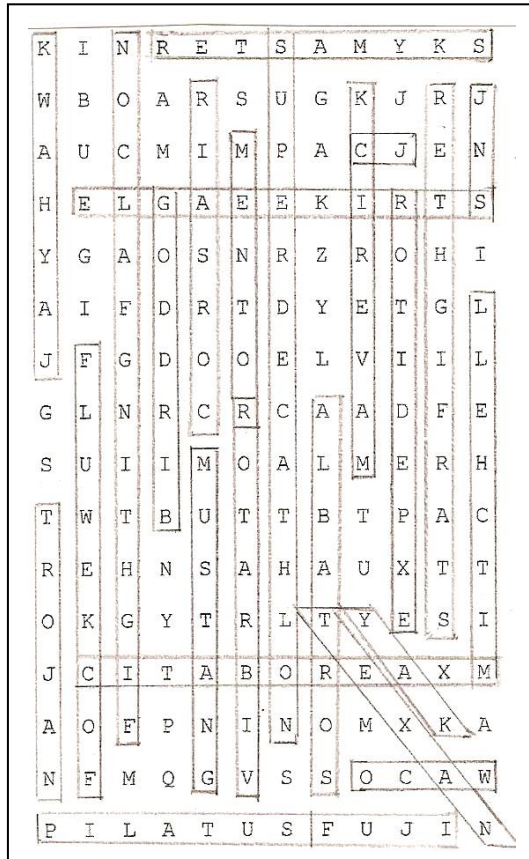 K I N R E T S A M Y K S
W B O A R S U G K J R J
A U C M I M P A C J E N
H E L G A E E K I R T S
Y G A O S N R Z R O H I
A I F D R T D Y E T G L
J F G D O O E L V I I L
G L N R C R C A A D F E
S U I I M O A L M E R H
T W T B U T T B T P A C
R E H N S A H A U X T T
O K G Y T R L T Y E S I
J C I T A B O R E A X M
A O F P N I N O M X K A
N F M Q G V S S O C A W
P I L A T U S F U J I N